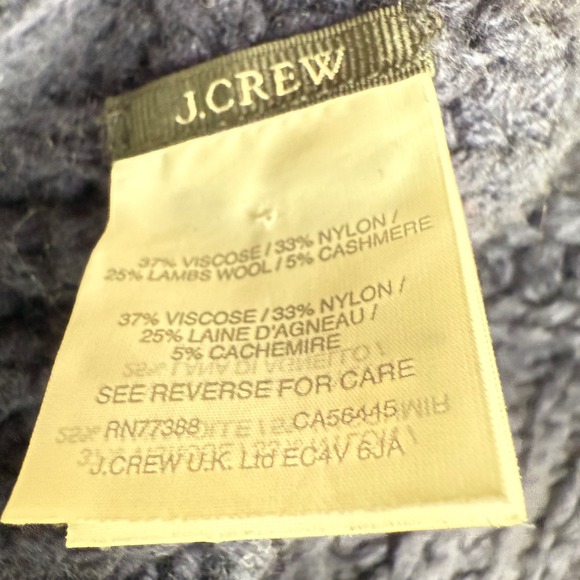 J.CREW
37% VISCOSE / 33% NYLON /
25% LAMBS WOOL / 5% CASHMERE
37% VISCOSE / 33% NYLON /
25% LAINE D'AGNEAU /
5% CACHEMIRE
SEE REVERSE FOR CARE
RN77388 CA56445
J.CREW U.K. Ltd EC4V 6JA